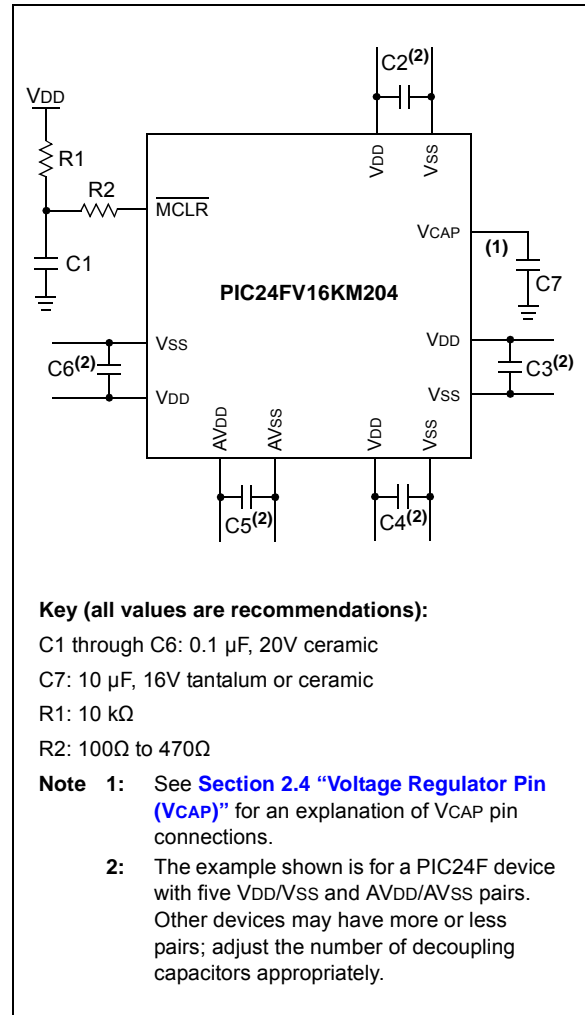 C2(2)
VDD
R1
R2
C1
VDD
VSS
MCLR
VCAP
(1)
C7
PIC24FV16KM204
VSS
VDD
C6(2)
VDD
VSS
C3(2)
AVDD
AVSS
VDD
VSS
C5(2)
C4(2)
Key (all values are recommendations):
C1 through C6: 0.1 µF, 20V ceramic
C7: 10 µF, 16V tantalum or ceramic
R1: 10 kΩ
R2: 100Ω to 470Ω
Note 1: See Section 2.4 “Voltage Regulator Pin
(VCAP)” for an explanation of VCAP pin
connections.
2: The example shown is for a PIC24F device
with five VDD/VSS and AVDD/AVSS pairs.
Other devices may have more or less
pairs; adjust the number of decoupling
capacitors appropriately.